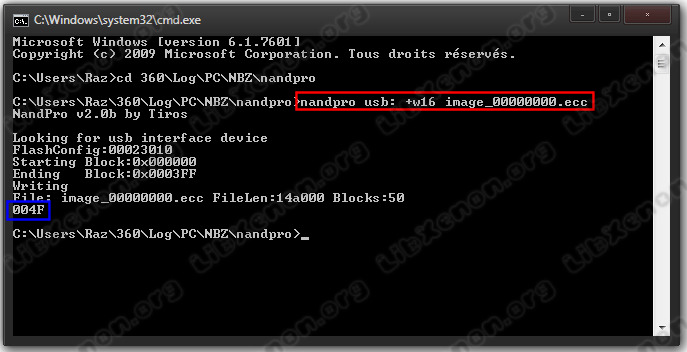 C:\Windows\system32\cmd.exe
Microsoft Windows [version 6.1.7601]
Copyright (c) 2009 Microsoft Corporation. Tous droits réservés.
C:\Users\Raz>cd 360\Log\PC\NBZ\nandpro
C:\Users\Raz\360\Log\PC\NBZ\nandpro>nandpro usb: +w16 image_00000000.ecc
NandPro v2.0b by Tiros
Looking for usb interface device
FlashConfig:00023010
Starting Block:0x000000
Ending   Block:0x0003FF
Writing
File: image_00000000.ecc FileLen:14a000 Blocks:50
004F
C:\Users\Raz\360\Log\PC\NBZ\nandpro>_
LibXenon.org